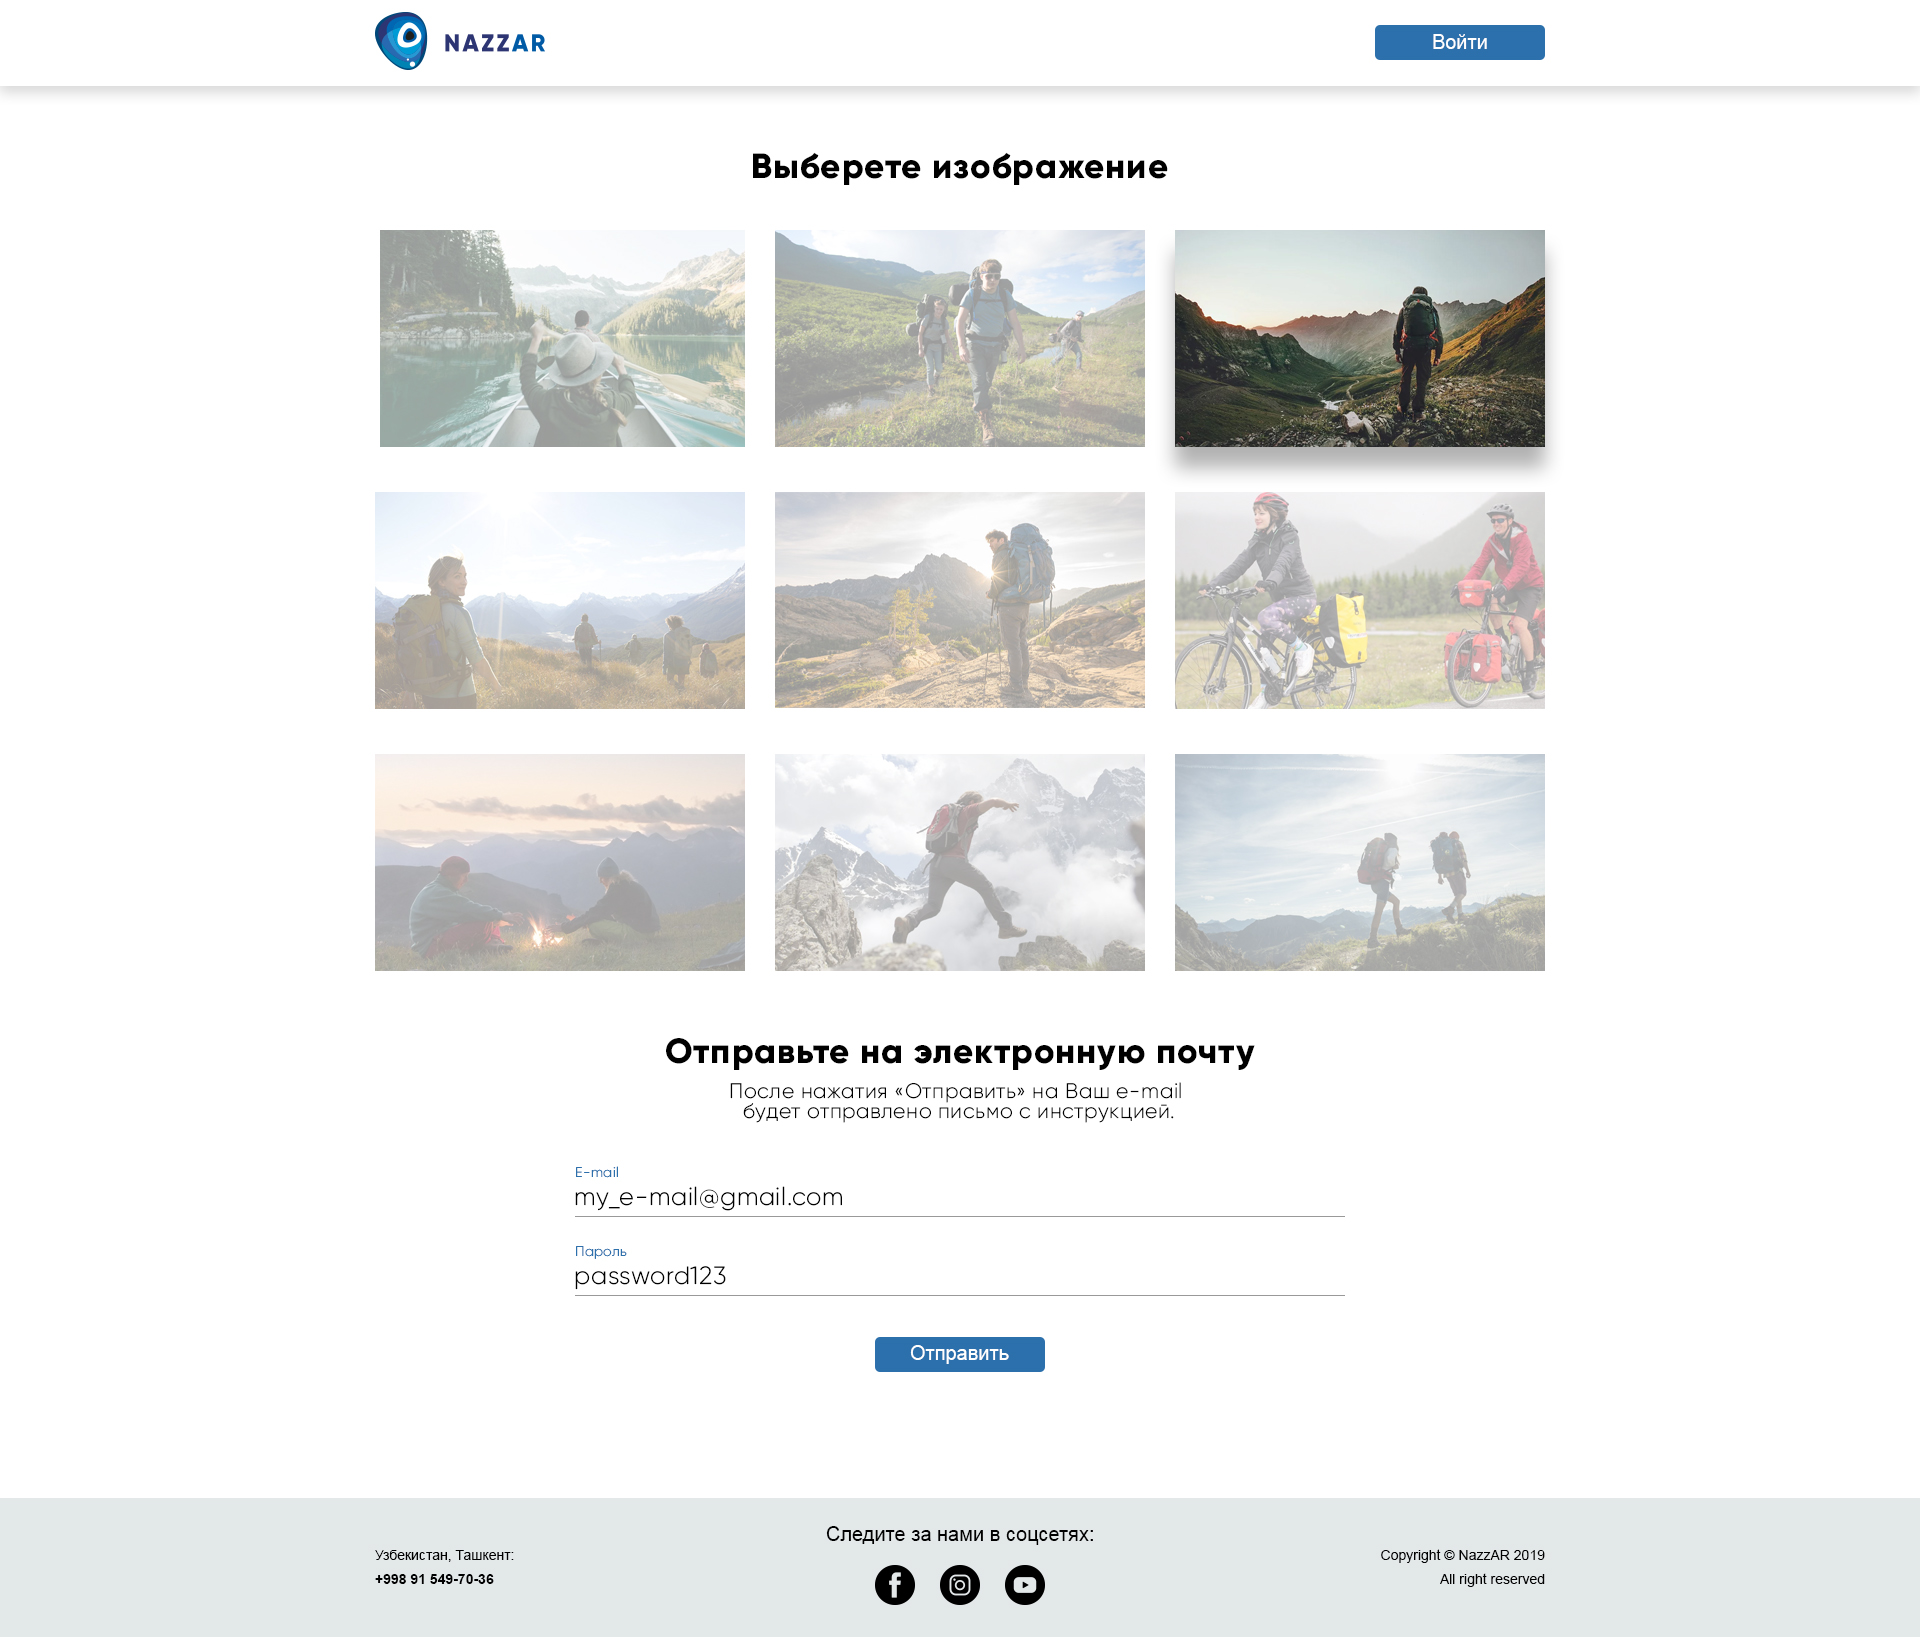 NAZZAR
Войти
Выберете изображение
Отправьте на электронную почту
После нажатия «Отправить» на Ваш e-mail
будет отправлено письмо с инструкцией.
E-mail
my_e-mail@gmail.com
Пароль
password123
Отправить
Следите за нами в соцсетях:
Узбекистан, Ташкент:
+998 91 549-70-36
Copyright © NazzAR 2019
All right reserved